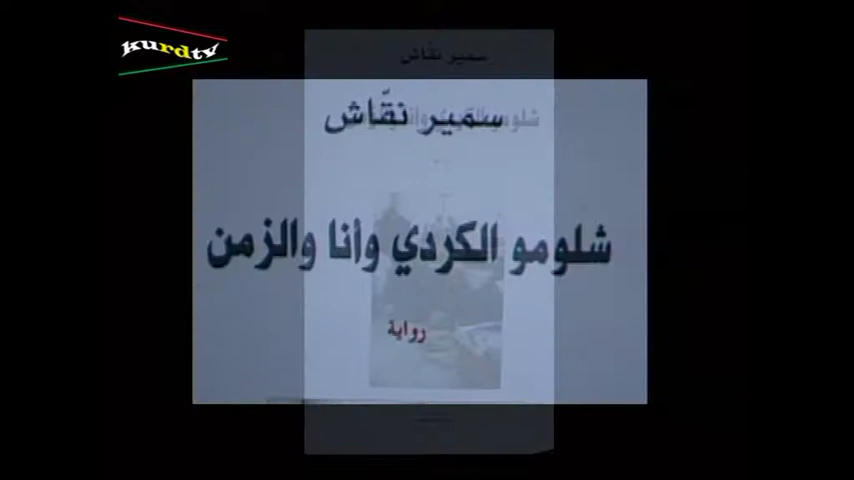 kurdtv
سمير نقاش
سمير نقّاش
شلومو الكردي وأنا والزمن
رواية